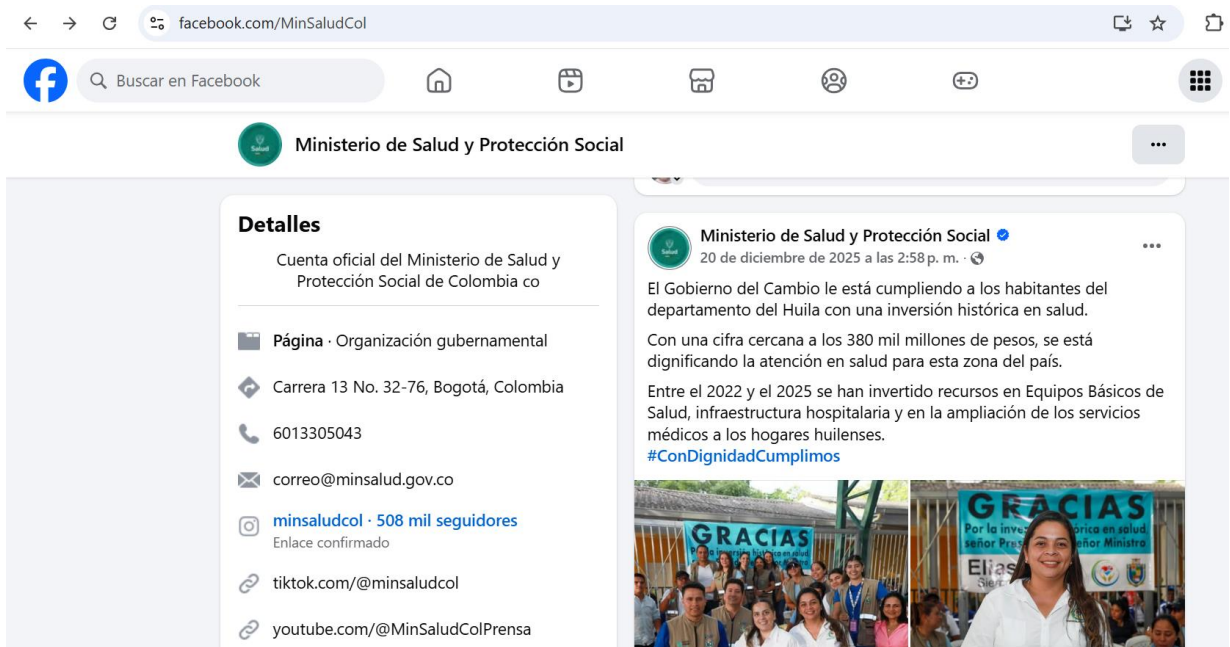 facebook.com/MinSaludCol
Buscar en Facebook
Ministerio de Salud y Protección Social
Detalles
Cuenta oficial del Ministerio de Salud y
Protección Social de Colombia co
Página · Organización gubernamental
Carrera 13 No. 32-76, Bogotá, Colombia
6013305043
correo@minsalud.gov.co
minsaludcol · 508 mil seguidores
Enlace confirmado
tiktok.com/@minsaludcol
youtube.com/@MinSaludColPrensa
Ministerio de Salud y Protección Social
20 de diciembre de 2025 a las 2:58 p. m. ·
El Gobierno del Cambio le está cumpliendo a los habitantes del
departamento del Huila con una inversión histórica en salud.
Con una cifra cercana a los 380 mil millones de pesos, se está
dignificando la atención en salud para esta zona del país.
Entre el 2022 y el 2025 se han invertido recursos en Equipos Básicos de
Salud, infraestructura hospitalaria y en la ampliación de los servicios
médicos a los hogares huilenses.
#ConDignidadCumplimos
GRACIAS
GRACIAS
Por la
en salud
señor
eñor Ministro
Elías